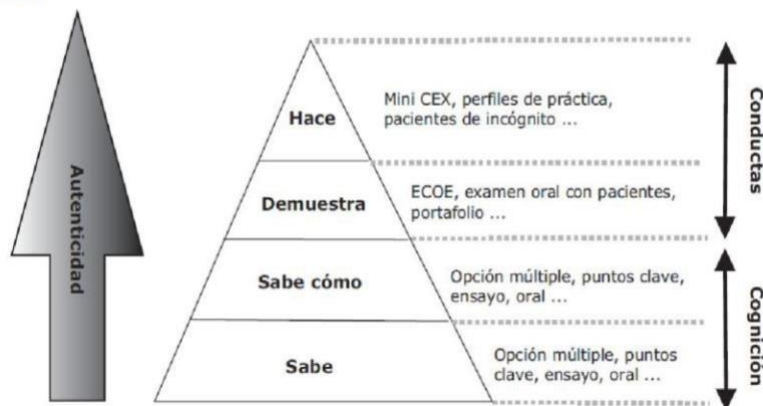 Autenticidad
Hace
Mini CEX, perfiles de práctica,
pacientes de incógnito ...
Demuestra
ECOE, examen oral con pacientes,
portafolio ...
Conductas
Sabe cómo
Opción múltiple, puntos clave,
ensayo, oral ...
Sabe
Opción múltiple, puntos
clave, ensayo, oral ...
Cognición